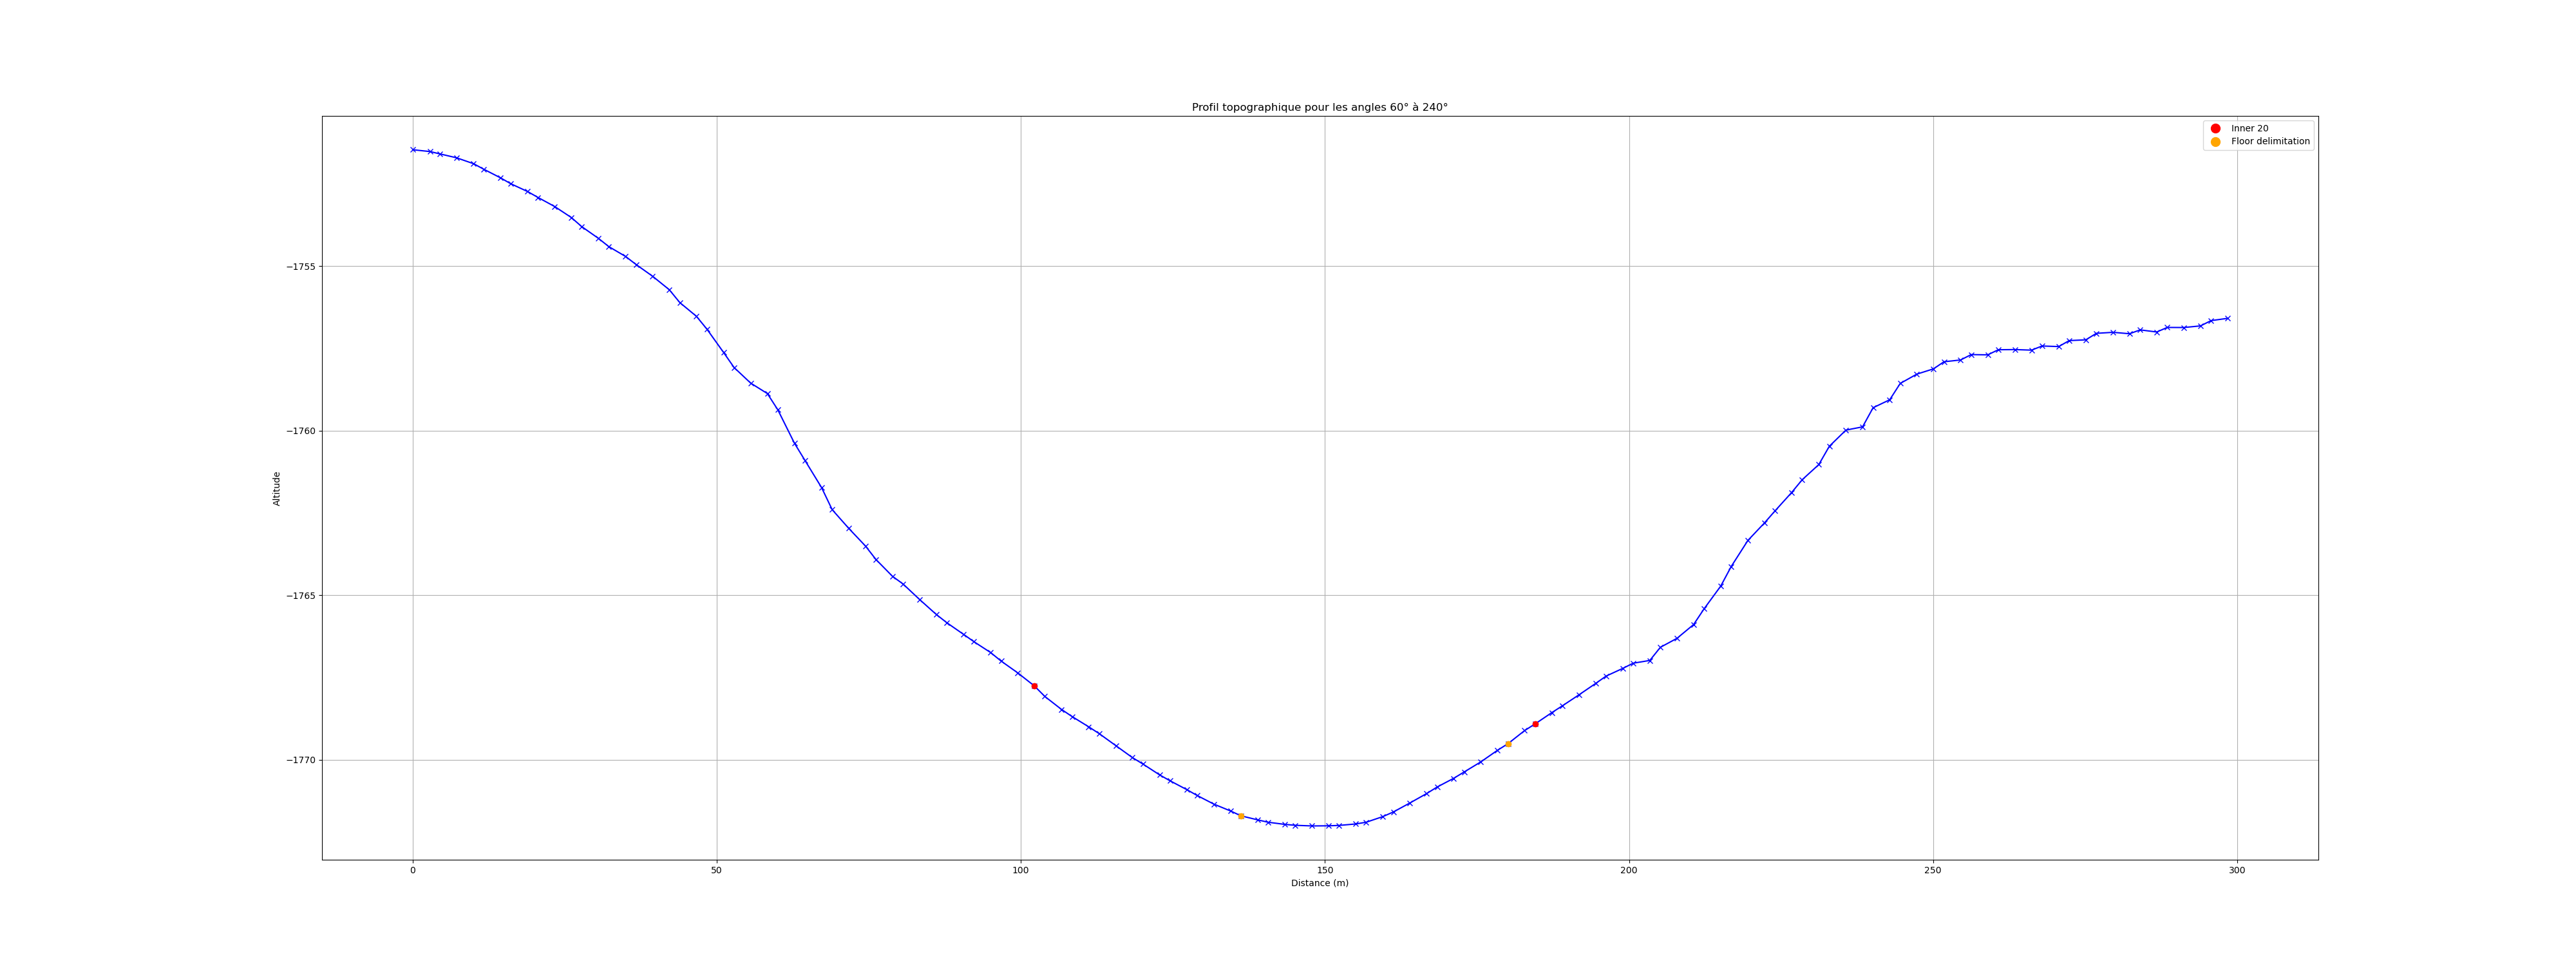 Profil topographique pour les angles 60° à 240°
Inner 20
Floor delimitation
Altitude
−1755
−1760
−1765
−1770
0 50 100 150 200 250 300
Distance (m)